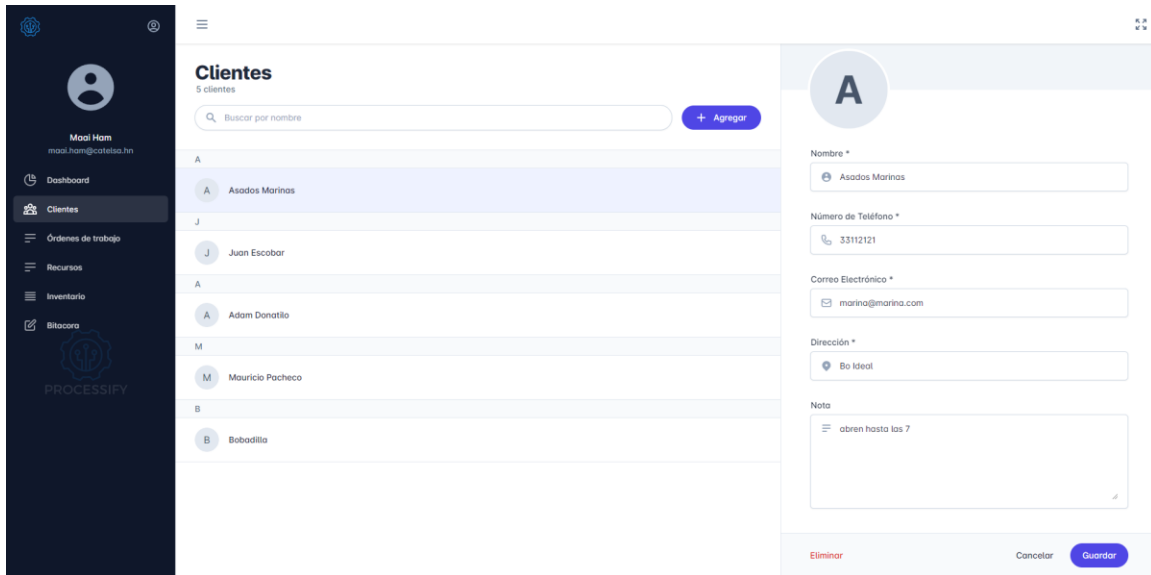 Maai Ham
maai.ham@catelsa.hn
Dashboard
Clientes
Órdenes de trabajo
Recursos
Inventario
Bitacora
PROCESSIFY
Clientes
5 clientes
Buscar por nombre
+ Agregar
A
A Asados Marinas
J
J Juan Escobar
A
A Adam Donatilo
M
M Mauricio Pacheco
B
B Bobadilla
A
Nombre *
Asados Marinas
Número de Teléfono *
33112121
Correo Electrónico *
marina@marina.com
Dirección *
Bo Ideal
Nota
abren hasta las 7
Eliminar Cancelar Guardar